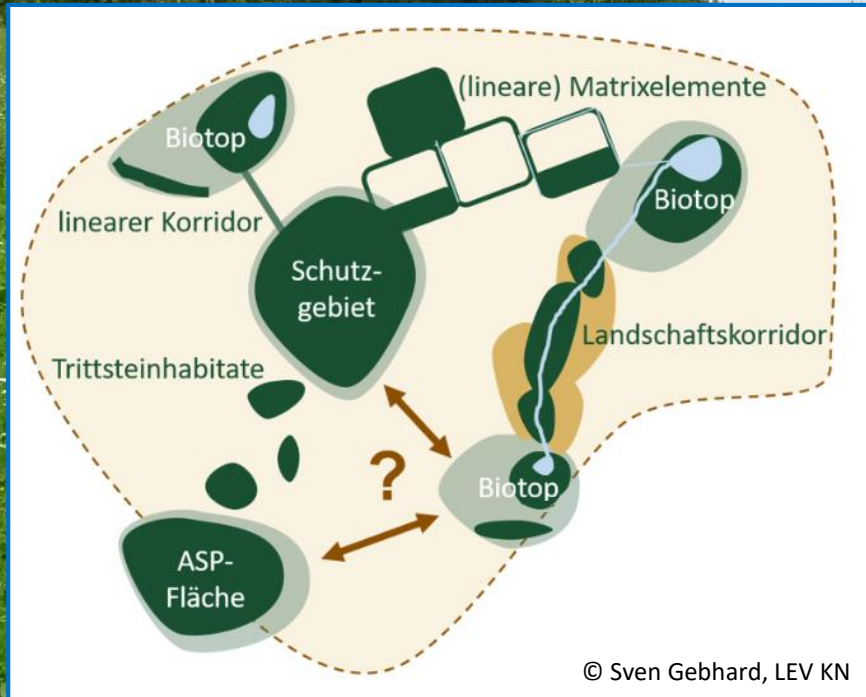 (lineare) Matrixelemente
Biotop
linearer Korridor
Biotop
Schutz-
gebiet
Landschaftskorridor
Trittsteinhabitate
?
Biotop
ASP-
Fläche
© Sven Gebhard, LEV KN